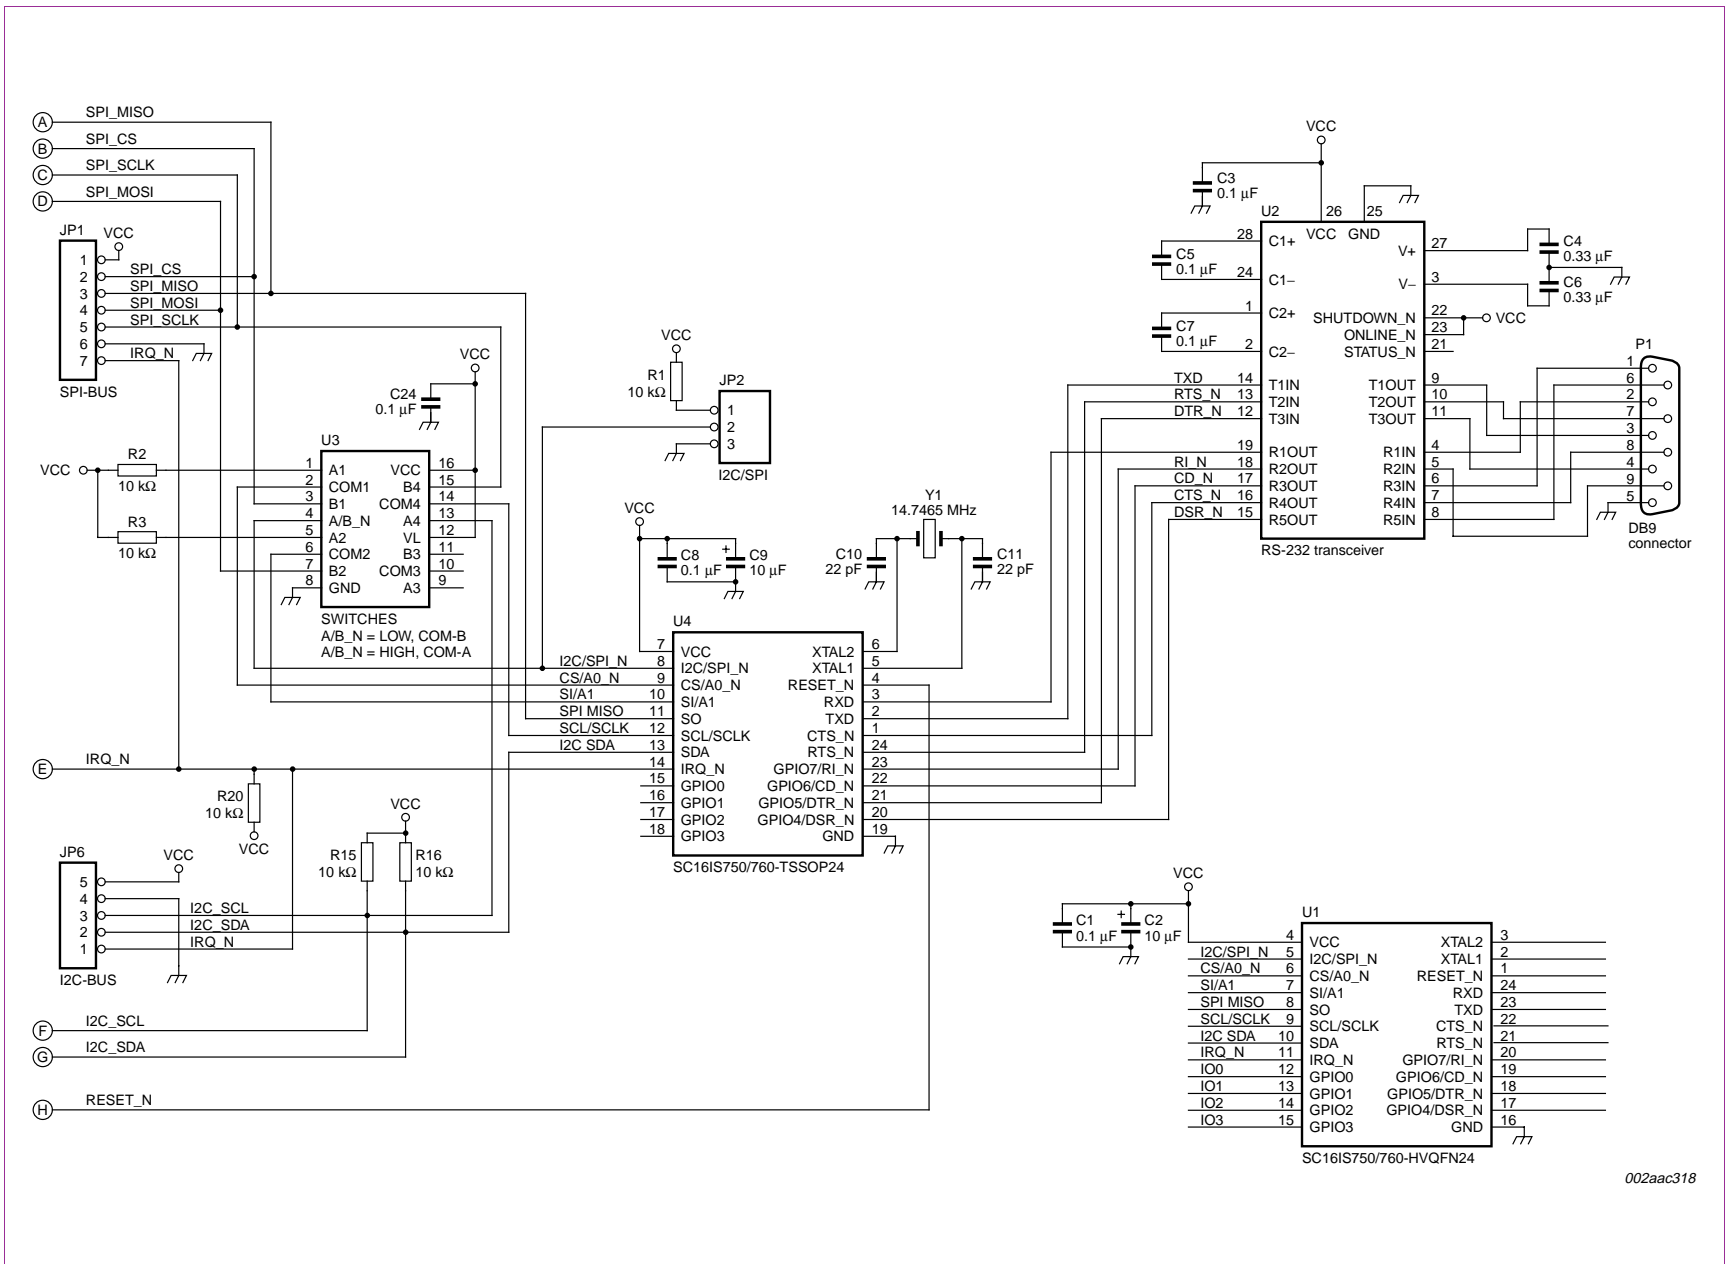 A SPI_MISO
B SPI_CS
C SPI_SCLK
D SPI_MOSI
JP1
VCC
1
2 SPI_CS
3 SPI_MISO
4 SPI_MOSI
5 SPI_SCLK
6
7 IRQ_N
SPI-BUS
VCC
C24
0.1 μF
VCC
R2
10 kΩ
R3
10 kΩ
U3
1 A1 VCC 16
2 COM1 B4 15
3 B1 COM4 14
4 A/B_N A4 13
5 A2 VL 12
6 COM2 B3 11
7 B2 COM3 10
8 GND A3 9
SWITCHES
A/B_N = LOW, COM-B
A/B_N = HIGH, COM-A
VCC
R1
10 kΩ
JP2
1
2
3
I2C/SPI
VCC
C8
0.1 μF
+
C9
10 μF
Y1
14.7465 MHz
C10
22 pF
C11
22 pF
U4
7 VCC XTAL2 6
I2C/SPI_N 8 I2C/SPI_N XTAL1 5
CS/A0_N 9 CS/A0_N RESET_N 4
SI/A1 10 SI/A1 RXD 3
SPI MISO 11 SO TXD 2
SCL/SCLK 12 SCL/SCLK CTS_N 1
I2C SDA 13 SDA RTS_N 24
14 IRQ_N GPIO7/RI_N 23
15 GPIO0 GPIO6/CD_N 22
16 GPIO1 GPIO5/DTR_N 21
17 GPIO2 GPIO4/DSR_N 20
18 GPIO3 GND 19
SC16IS750/760-TSSOP24
E IRQ_N
R20
10 kΩ
VCC
VCC
R15
10 kΩ
R16
10 kΩ
JP6
VCC
5
4
3 I2C_SCL
2 I2C_SDA
1 IRQ_N
I2C-BUS
F I2C_SCL
G I2C_SDA
H RESET_N
VCC
C3
0.1 μF
U2
26 25
VCC GND
28 C1+
C5
0.1 μF
24 C1−
1 C2+
C7
0.1 μF
2 C2−
V+ 27
C4
0.33 μF
V− 3
C6
0.33 μF
SHUTDOWN_N 22
VCC
ONLINE_N 23
STATUS_N 21
TXD 14 T1IN T1OUT 9
RTS_N 13 T2IN T2OUT 10
DTR_N 12 T3IN T3OUT 11
19 R1OUT R1IN 4
RI_N 18 R2OUT R2IN 5
CD_N 17 R3OUT R3IN 6
CTS_N 16 R4OUT R4IN 7
DSR_N 15 R5OUT R5IN 8
RS-232 transceiver
P1
1
6
2
7
3
8
4
9
5
DB9
connector
VCC
C1
0.1 μF
+
C2
10 μF
U1
4 VCC XTAL2 3
I2C/SPI_N 5 I2C/SPI_N XTAL1 2
CS/A0_N 6 CS/A0_N RESET_N 1
SI/A1 7 SI/A1 RXD 24
SPI MISO 8 SO TXD 23
SCL/SCLK 9 SCL/SCLK CTS_N 22
I2C SDA 10 SDA RTS_N 21
IRQ_N 11 IRQ_N GPIO7/RI_N 20
IO0 12 GPIO0 GPIO6/CD_N 19
IO1 13 GPIO1 GPIO5/DTR_N 18
IO2 14 GPIO2 GPIO4/DSR_N 17
IO3 15 GPIO3 GND 16
SC16IS750/760-HVQFN24
002aac318